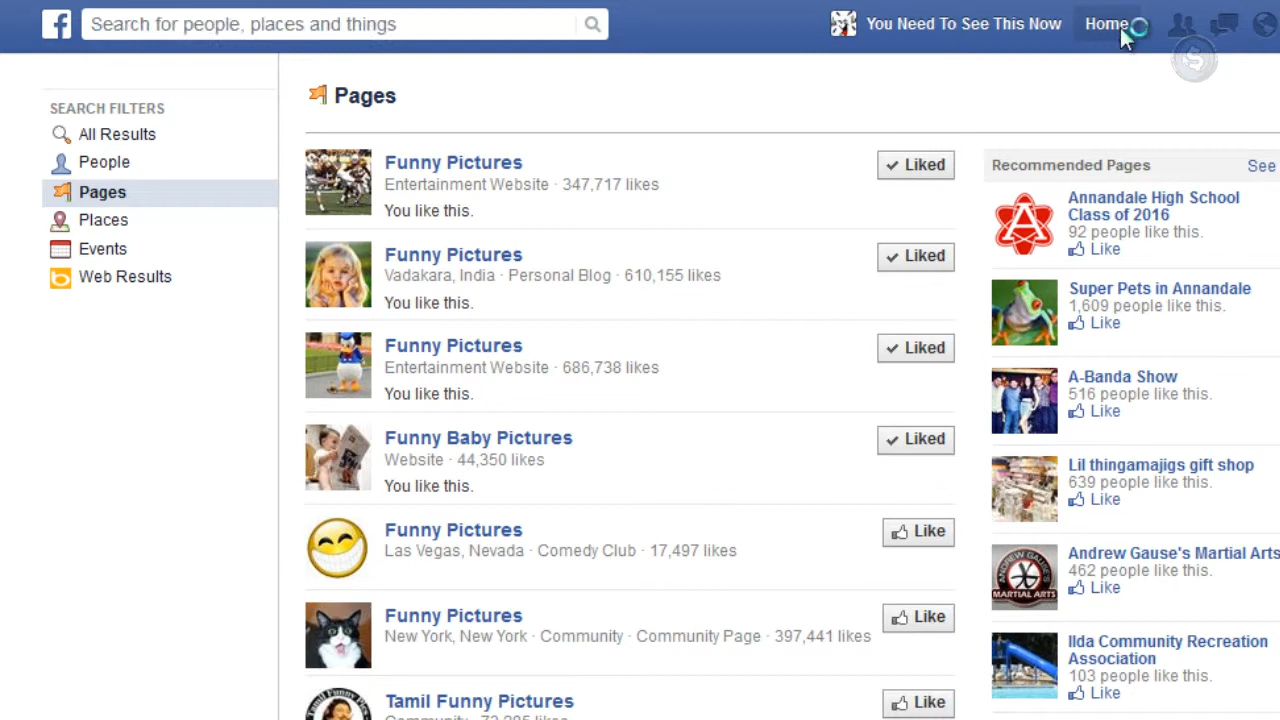 f
Search for people, places and things
You Need To See This Now
Home
SEARCH FILTERS
All Results
People
Pages
Places
Events
Web Results
Pages
Funny Pictures
Entertainment Website · 347,717 likes
You like this.
Liked
Funny Pictures
Vadakara, India · Personal Blog · 610,155 likes
You like this.
Liked
Funny Pictures
Entertainment Website · 686,738 likes
You like this.
Liked
Funny Baby Pictures
Website · 44,350 likes
You like this.
Liked
Funny Pictures
Las Vegas, Nevada · Comedy Club · 17,497 likes
Like
Funny Pictures
New York, New York · Community · Community Page · 397,441 likes
Like
Tamil Funny Pictures
Like
Recommended Pages
See
Annandale High School
Class of 2016
92 people like this.
Like
Super Pets in Annandale
1,609 people like this.
Like
A-Banda Show
516 people like this.
Like
Lil thingamajigs gift shop
639 people like this.
Like
ANDREW GAUSE'S
MARTIAL ARTS
Andrew Gause's Martial Arts
462 people like this.
Like
Ilda Community Recreation
Association
103 people like this.
Like